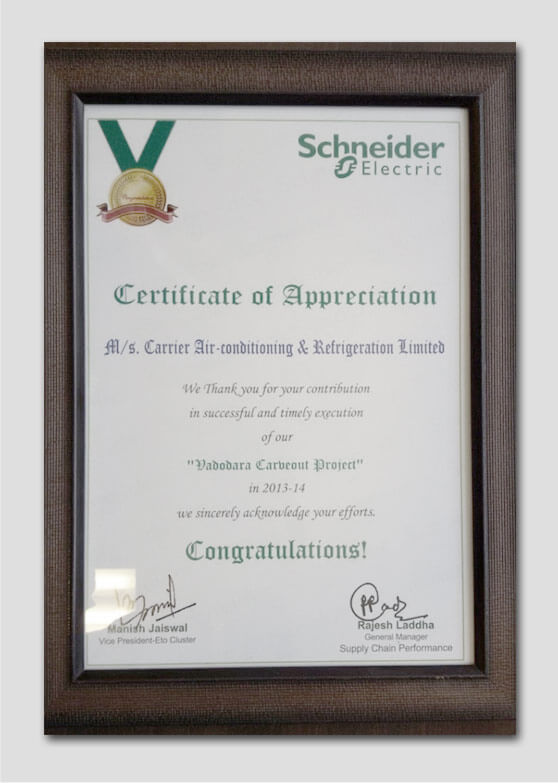 Schneider
Electric
Certificate of Appreciation
M/s. Carrier Air-conditioning & Refrigeration Limited
We Thank you for your contribution
in successful and timely execution
of our
"Vadodara Carveout Project"
in 2013-14
we sincerely acknowledge your efforts.
Congratulations!
Manish Jaiswal
Vice President-Eto Cluster
Rajesh Laddha
General Manager
Supply Chain Performance